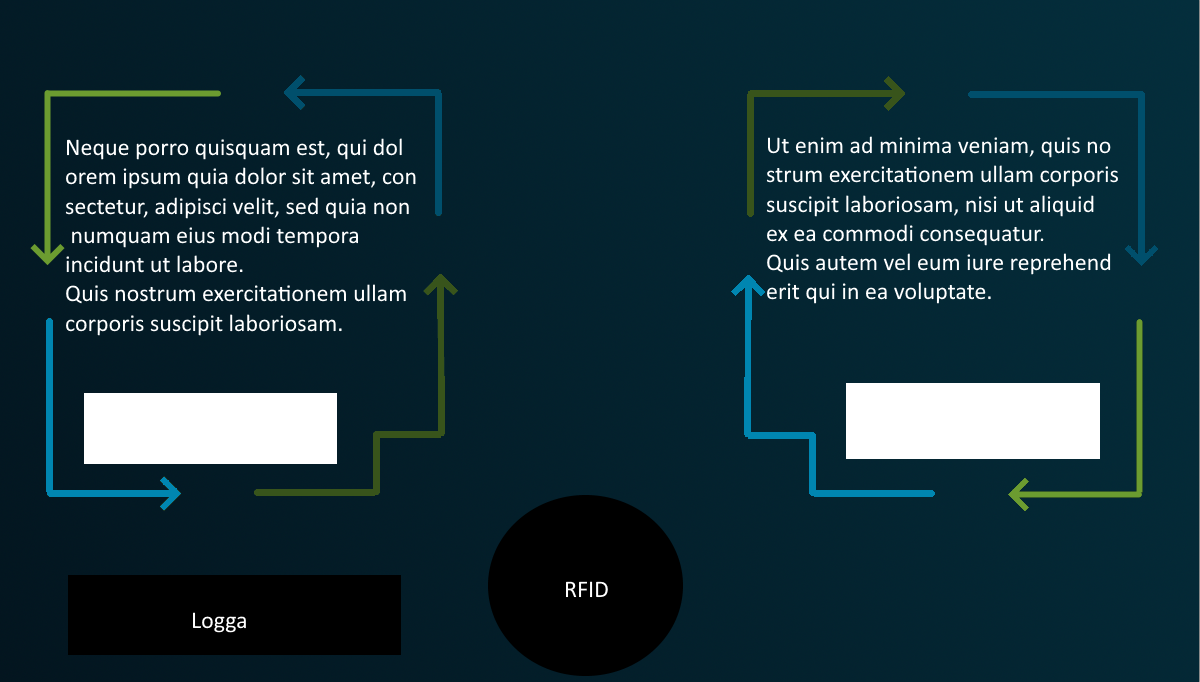 Neque porro quisquam est, qui dol
orem ipsum quia dolor sit amet, con
sectetur, adipisci velit, sed quia non
numquam eius modi tempora
incidunt ut labore.
Quis nostrum exercitationem ullam
corporis suscipit laboriosam.
Ut enim ad minima veniam, quis no
strum exercitationem ullam corporis
suscipit laboriosam, nisi ut aliquid
ex ea commodi consequatur.
Quis autem vel eum iure reprehend
erit qui in ea voluptate.
RFID
Logga